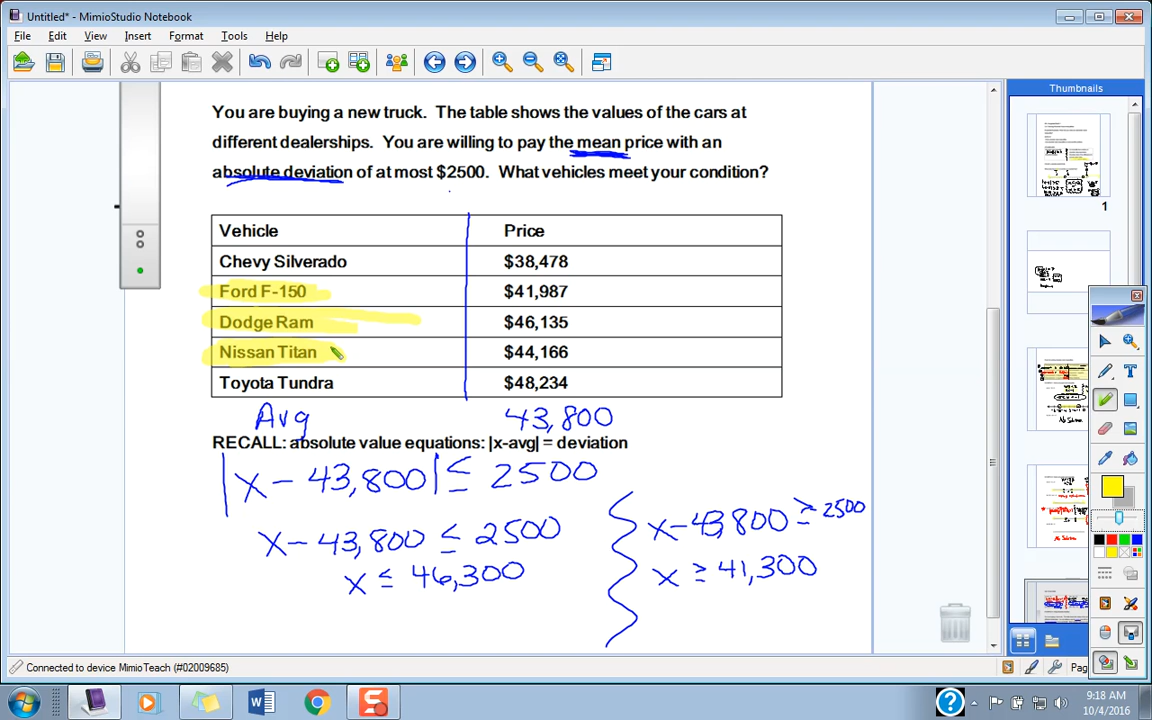 Untitled* - MimioStudio Notebook
File Edit View Insert Format Tools Help
You are buying a new truck. The table shows the values of the cars at
different dealerships. You are willing to pay the mean price with an
absolute deviation of at most $2500. What vehicles meet your condition?
Vehicle Price
Chevy Silverado $38,478
Ford F-150 $41,987
Dodge Ram $46,135
Nissan Titan $44,166
Toyota Tundra $48,234
Avg 43,800
RECALL: absolute value equations: |x-avg| = deviation
|x - 43,800| ≤ 2500
x - 43,800 ≤ 2500
x ≤ 46,300
x - 43,800 ≥ 2500
x ≥ 41,300
Thumbnails
1
Connected to device MimioTeach (#02009685)
Pag
9:18 AM
10/4/2016